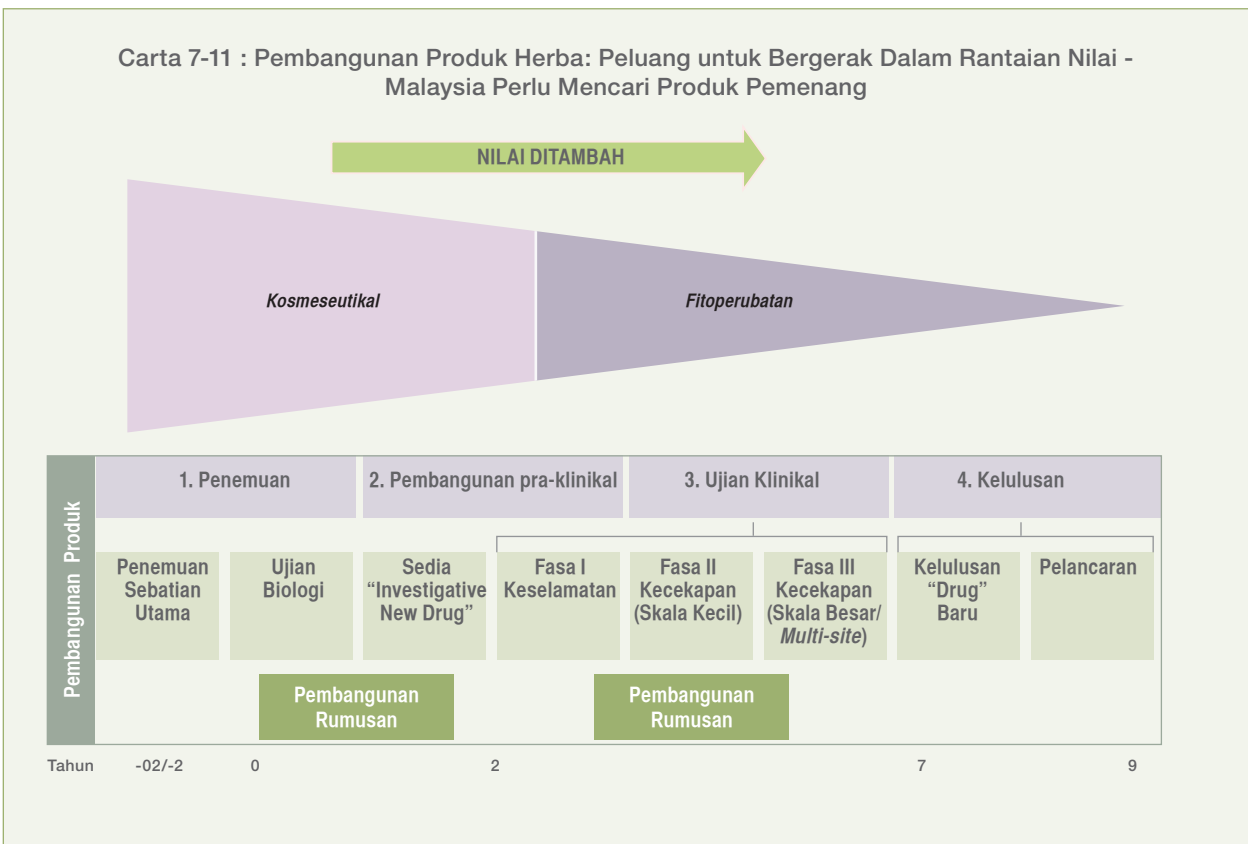 Carta 7-11 : Pembangunan Produk Herba: Peluang untuk Bergerak Dalam Rantaian Nilai -
Malaysia Perlu Mencari Produk Pemenang
NILAI DITAMBAH
Kosmeseutikal
Fitoperubatan
Pembangunan Produk
1. Penemuan
2. Pembangunan pra-klinikal
3. Ujian Klinikal
4. Kelulusan
Penemuan
Sebatian
Utama
Ujian
Biologi
Sedia
“Investigative
New Drug”
Fasa I
Keselamatan
Fasa II
Kecekapan
(Skala Kecil)
Fasa III
Kecekapan
(Skala Besar/
Multi-site)
Kelulusan
“Drug”
Baru
Pelancaran
Pembangunan
Rumusan
Pembangunan
Rumusan
Tahun -02/-2 0 2 7 9